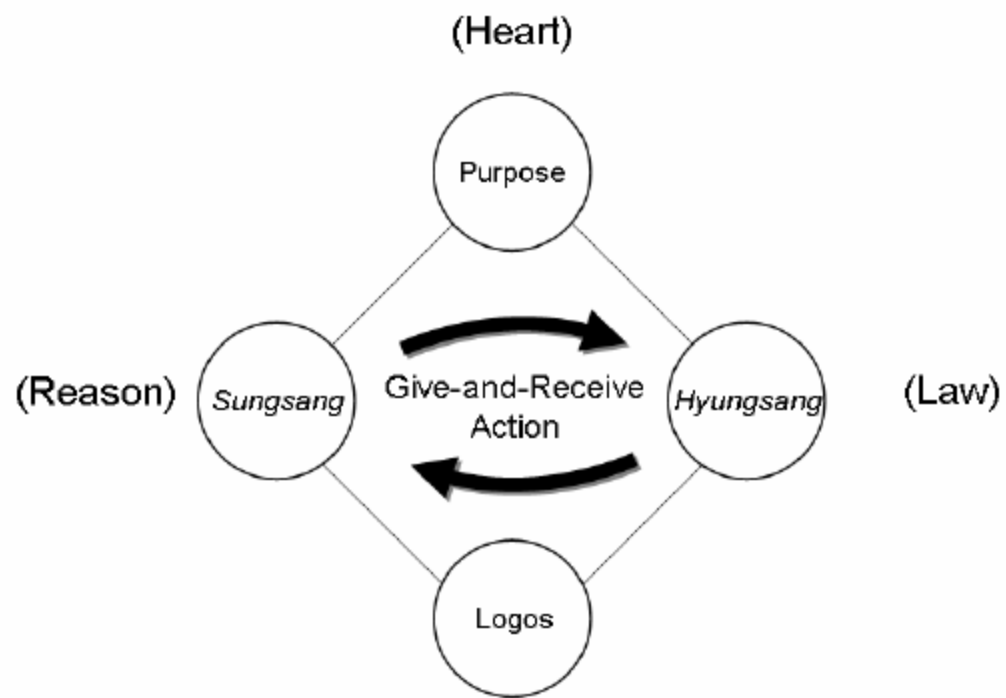 (Heart)
Purpose
(Reason)
Sungsang
Give-and-Receive
Action
Hyungsang
(Law)
Logos